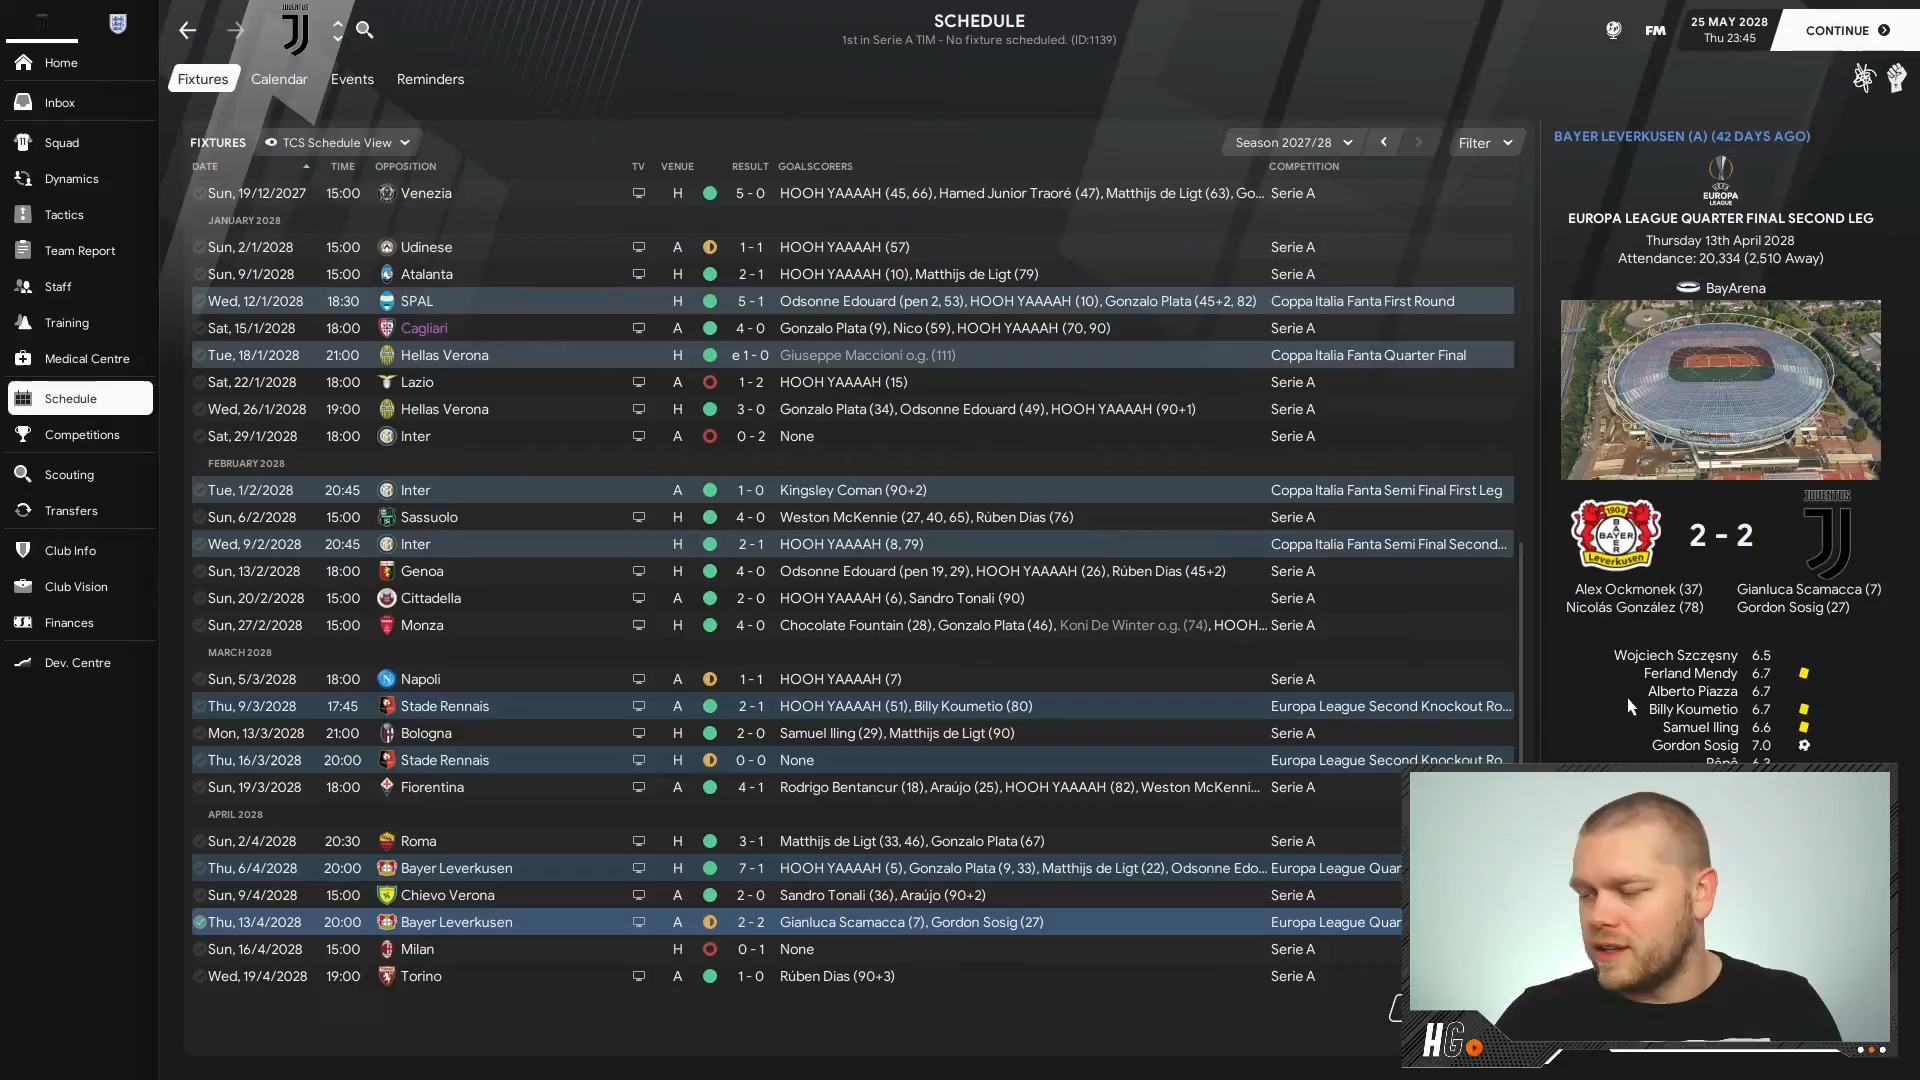 SCHEDULE
1st in Serie A TIM - No fixture scheduled. (ID:1139)
FM
25 MAY 2028
Thu 23:45
CONTINUE
JUVENTUS
Home
Inbox
Squad
Dynamics
Tactics
Team Report
Staff
Training
Medical Centre
Schedule
Competitions
Scouting
Transfers
Club Info
Club Vision
Finances
Dev. Centre
Fixtures Calendar Events Reminders
FIXTURES TCS Schedule View Season 2027/28 Filter
DATE TIME OPPOSITION TV VENUE RESULT GOALSCORERS COMPETITION
Sun, 19/12/2027 15:00 Venezia H 5 - 0 HOOH YAAAAH (45, 66), Hamed Junior Traoré (47), Matthijs de Ligt (63), Go... Serie A
JANUARY 2028
Sun, 2/1/2028 15:00 Udinese A 1 - 1 HOOH YAAAAH (57) Serie A
Sun, 9/1/2028 15:00 Atalanta H 2 - 1 HOOH YAAAAH (10), Matthijs de Ligt (79) Serie A
Wed, 12/1/2028 18:30 SPAL H 5 - 1 Odsonne Edouard (pen 2, 53), HOOH YAAAAH (10), Gonzalo Plata (45+2, 82) Coppa Italia Fanta First Round
Sat, 15/1/2028 18:00 Cagliari A 4 - 0 Gonzalo Plata (9), Nico (59), HOOH YAAAAH (70, 90) Serie A
Tue, 18/1/2028 21:00 Hellas Verona H e 1 - 0 Giuseppe Maccioni o.g. (111) Coppa Italia Fanta Quarter Final
Sat, 22/1/2028 18:00 Lazio A 1 - 2 HOOH YAAAAH (15) Serie A
Wed, 26/1/2028 19:00 Hellas Verona H 3 - 0 Gonzalo Plata (34), Odsonne Edouard (49), HOOH YAAAAH (90+1) Serie A
Sat, 29/1/2028 18:00 Inter A 0 - 2 None Serie A
FEBRUARY 2028
Tue, 1/2/2028 20:45 Inter A 1 - 0 Kingsley Coman (90+2) Coppa Italia Fanta Semi Final First Leg
Sun, 6/2/2028 15:00 Sassuolo H 4 - 0 Weston McKennie (27, 40, 65), Rúben Dias (76) Serie A
Wed, 9/2/2028 20:45 Inter H 2 - 1 HOOH YAAAAH (8, 79) Coppa Italia Fanta Semi Final Second...
Sun, 13/2/2028 18:00 Genoa H 4 - 0 Odsonne Edouard (pen 19, 29), HOOH YAAAAH (26), Rúben Dias (45+2) Serie A
Sun, 20/2/2028 15:00 Cittadella A 2 - 0 HOOH YAAAAH (6), Sandro Tonali (90) Serie A
Sun, 27/2/2028 15:00 Monza H 4 - 0 Chocolate Fountain (28), Gonzalo Plata (46), Koni De Winter o.g. (74), HOOH... Serie A
MARCH 2028
Sun, 5/3/2028 18:00 Napoli A 1 - 1 HOOH YAAAAH (7) Serie A
Thu, 9/3/2028 17:45 Stade Rennais A 2 - 1 HOOH YAAAAH (51), Billy Koumetio (80) Europa League Second Knockout Ro...
Mon, 13/3/2028 21:00 Bologna H 2 - 0 Samuel Iling (29), Matthijs de Ligt (90) Serie A
Thu, 16/3/2028 20:00 Stade Rennais H 0 - 0 None Europa League Second Knockout Ro...
Sun, 19/3/2028 18:00 Fiorentina A 4 - 1 Rodrigo Bentancur (18), Araújo (25), HOOH YAAAAH (82), Weston McKenni... Serie A
APRIL 2028
Sun, 2/4/2028 20:30 Roma H 3 - 1 Matthijs de Ligt (33, 46), Gonzalo Plata (67) Serie A
Thu, 6/4/2028 20:00 Bayer Leverkusen H 7 - 1 HOOH YAAAAH (5), Gonzalo Plata (9, 33), Matthijs de Ligt (22), Odsonne Edo... Europa League Quar
Sun, 9/4/2028 15:00 Chievo Verona A 2 - 0 Sandro Tonali (36), Araújo (90+2) Serie A
Thu, 13/4/2028 20:00 Bayer Leverkusen A 2 - 2 Gianluca Scamacca (7), Gordon Sosig (27) Europa League Quar
Sun, 16/4/2028 15:00 Milan H 0 - 1 None Serie A
Wed, 19/4/2028 19:00 Torino A 1 - 0 Rúben Dias (90+3) Serie A
BAYER LEVERKUSEN (A) (42 DAYS AGO)
UEFA
EUROPA
LEAGUE
EUROPA LEAGUE QUARTER FINAL SECOND LEG
Thursday 13th April 2028
Attendance: 20,334 (2,510 Away)
BayArena
1904
BAYER
Leverkusen
2 - 2
JUVENTUS
Alex Ockmonek (37) Gianluca Scamacca (7)
Nicolás González (78) Gordon Sosig (27)
Wojciech Szczęsny 6.5
Ferland Mendy 6.7
Alberto Piazza 6.7
Billy Koumetio 6.7
Samuel Iling 6.6
Gordon Sosig 7.0
HG